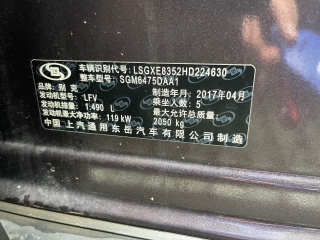 车辆识别代号: LSGXE8352HD224630
整车型号: SGM6475DAA1
品牌: 别克 制造年月: 2017年04月
发动机型号: LFV 乘坐人数: 5
发动机排量: 1.490 最大允许总质量:
发动机最大净功率: 119 kW 2050 kg
中国上汽通用东岳汽车有限公司制造